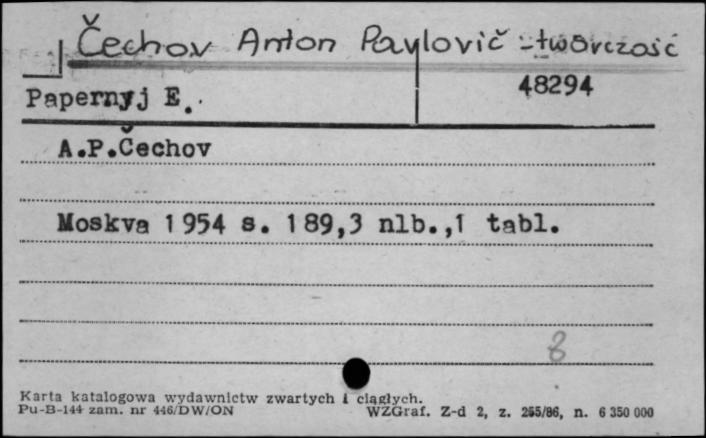 Čechov Anton Pavlovič - twórczość
Papernyj E.
48294
A.P.Čechov
Moskva 1954 s. 189,3 nlb.,1 tabl.
8
Karta katalogowa wydawnictw zwartych i ciągłych.
Pu-B-144 zam. nr 446/DW/ON
WZGraf. Z-d 2, z. 255/86, n. 6 350 000